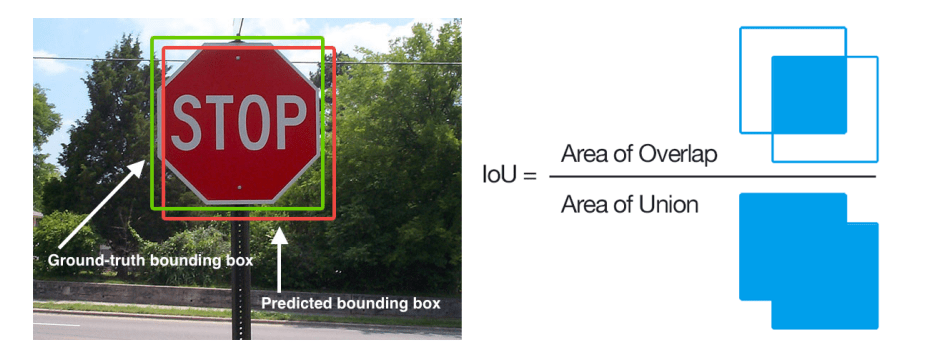 STOP
Ground-truth bounding box
Predicted bounding box
IoU =
Area of Overlap
Area of Union